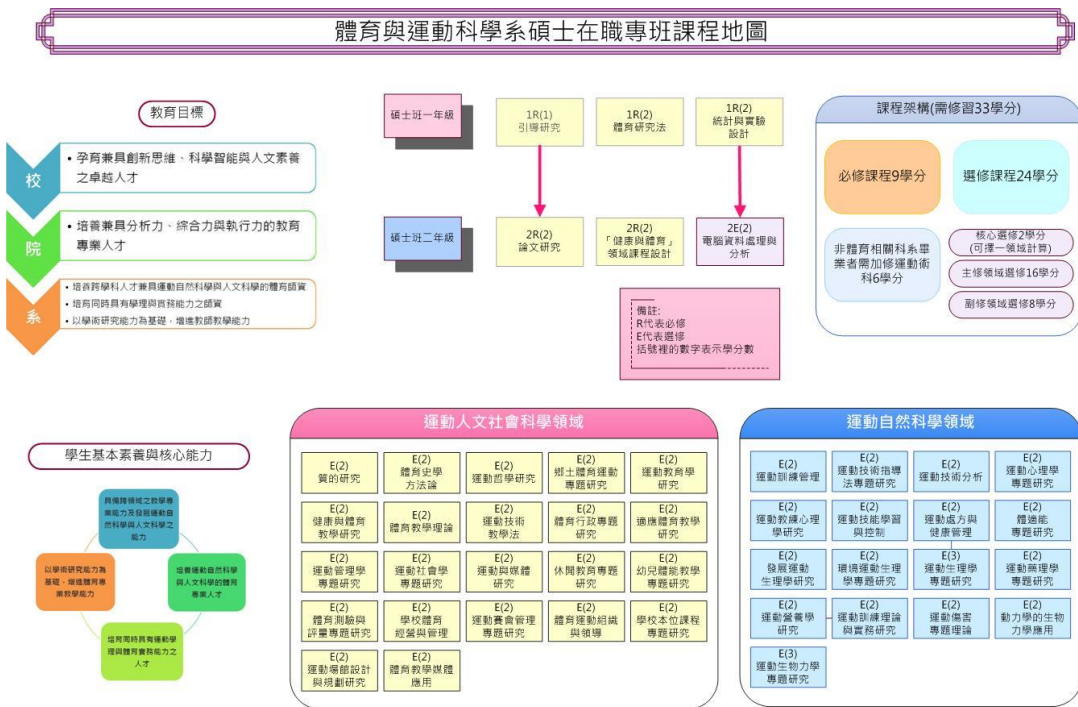 體育與運動科學系碩士在職專班課程地圖
教育目標
校
• 孕育兼具創新思維、科學智能與人文素養
之卓越人才
院
• 培養兼具分析力、綜合力與執行力的教育
專業人才
系
• 培養跨學科人才兼具運動自然科學與人文科學的體育師資
• 培育同時具有學理與實務能力之師資
• 以學術研究能力為基礎，增進教師教學能力
碩士班一年級
1R(1)
引導研究
1R(2)
體育研究法
1R(2)
統計與實驗
設計
碩士班二年級
2R(2)
論文研究
2R(2)
「健康與體育」
領域課程設計
2E(2)
電腦資料處理與
分析
備註:
R代表必修
E代表選修
括號裡的數字表示學分數
課程架構(需修習33學分)
必修課程9學分
選修課程24學分
非體育相關科系畢
業者需加修運動術
科6學分
核心選修2學分
(可擇一領域計算)
主修領域選修16學分
副修領域選修8學分
學生基本素養與核心能力
具備跨領域之教學專
業能力及發展運動自
然科學與人文科學之
能力
以學術研究能力為
基礎，增進體育專
業教學能力
培養運動自然科學
與人文科學的體育
專業人才
培育同時具有運動學
理與體育實務能力之
人才
運動人文社會科學領域
E(2)
質的研究
E(2)
體育史學
方法論
E(2)
運動哲學研究
E(2)
鄉土體育運動
專題研究
E(2)
運動教育學
研究
E(2)
健康與體育
教學研究
E(2)
體育教學理論
E(2)
運動技術
教學法
E(2)
體育行政專題
研究
E(2)
適應體育教學
研究
E(2)
運動管理學
專題研究
E(2)
運動社會學
專題研究
E(2)
運動與媒體
研究
E(2)
休閒教育專題
研究
E(2)
幼兒體能教學
專題研究
E(2)
體育測驗與
評量專題研究
E(2)
學校體育
經營與管理
E(2)
運動賽會管理
專題研究
E(2)
體育運動組織
與領導
E(2)
學校本位課程
專題研究
E(2)
運動場館設計
與規劃研究
E(2)
體育教學媒體
應用
運動自然科學領域
E(2)
運動訓練管理
E(2)
運動技術指導
法專題研究
E(2)
運動技術分析
E(2)
運動心理學
專題研究
E(2)
運動教練心理
學研究
E(2)
運動技能學習
與控制
E(2)
運動處方與
健康管理
E(2)
體適能
專題研究
E(2)
發展運動
生理學研究
E(2)
環境運動生理
學專題研究
E(3)
運動生理學
專題研究
E(2)
運動藥理學
專題研究
E(2)
運動營養學
研究
E(2)
運動訓練理論
與實務研究
E(2)
運動傷害
專題理論
E(2)
動力學的生物
力學應用
E(3)
運動生物力學
專題研究